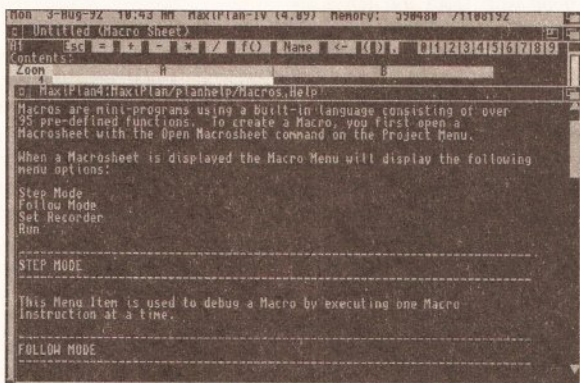 Mon 3-Aug-92 10:43 AM MaxiPlan-IV (4.09) Memory: 590480 /1108192
Untitled (Macro Sheet)
A1 Esc = + - * / f() Name <- ( ) , 0 1 2 3 4 5 6 7 8 9
Contents:
Zoom A B
4
MaxiPlan4:MaxiPlan/planhelp/Macros.Help
Macros are mini-programs using a built-in language consisting of over
95 pre-defined functions. To create a Macro, you first open a
Macrosheet with the Open Macrosheet command on the Project Menu.
When a Macrosheet is displayed the Macro Menu will display the following
menu options:
Step Mode
Follow Mode
Set Recorder
Run
STEP MODE
This Menu Item is used to debug a Macro by executing one Macro
Instruction at a time.
FOLLOW MODE